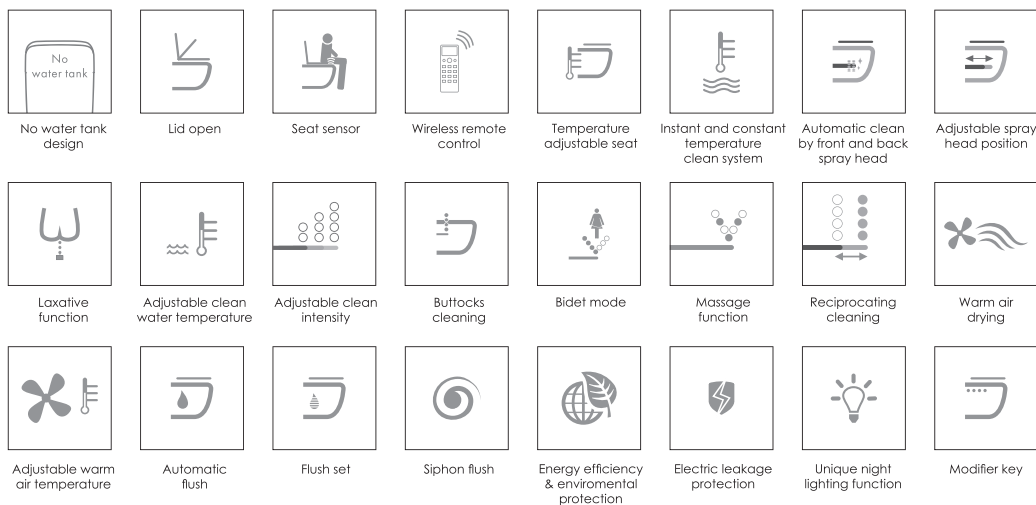 No
water tank
No water tank
design
Lid open
Seat sensor
Wireless remote
control
Temperature
adjustable seat
Instant and constant
temperature
clean system
Automatic clean
by front and back
spray head
Adjustable spray
head position
Laxative
function
Adjustable clean
water temperature
Adjustable clean
intensity
Buttocks
cleaning
Bidet mode
Massage
function
Reciprocating
cleaning
Warm air
drying
Adjustable warm
air temperature
Automatic
flush
Flush set
Siphon flush
Energy efficiency
& enviromental
protection
Electric leakage
protection
Unique night
lighting function
Modifier key